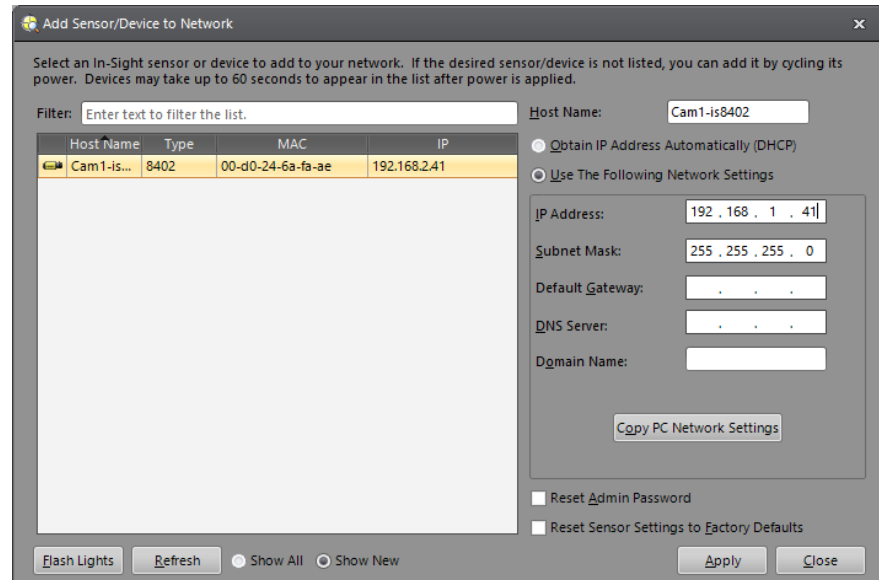 Add Sensor/Device to Network
x
Select an In-Sight sensor or device to add to your network. If the desired sensor/device is not listed, you can add it by cycling its
power. Devices may take up to 60 seconds to appear in the list after power is applied.
Filter: Enter text to filter the list.
Host Name Type MAC IP
Cam1-is... 8402 00-d0-24-6a-fa-ae 192.168.2.41
Host Name: Cam1-is8402
Obtain IP Address Automatically (DHCP)
Use The Following Network Settings
IP Address: 192 . 168 . 1 . 41
Subnet Mask: 255 . 255 . 255 . 0
Default Gateway: . . .
DNS Server: . . .
Domain Name:
Copy PC Network Settings
Reset Admin Password
Reset Sensor Settings to Factory Defaults
Flash Lights Refresh Show All Show New Apply Close